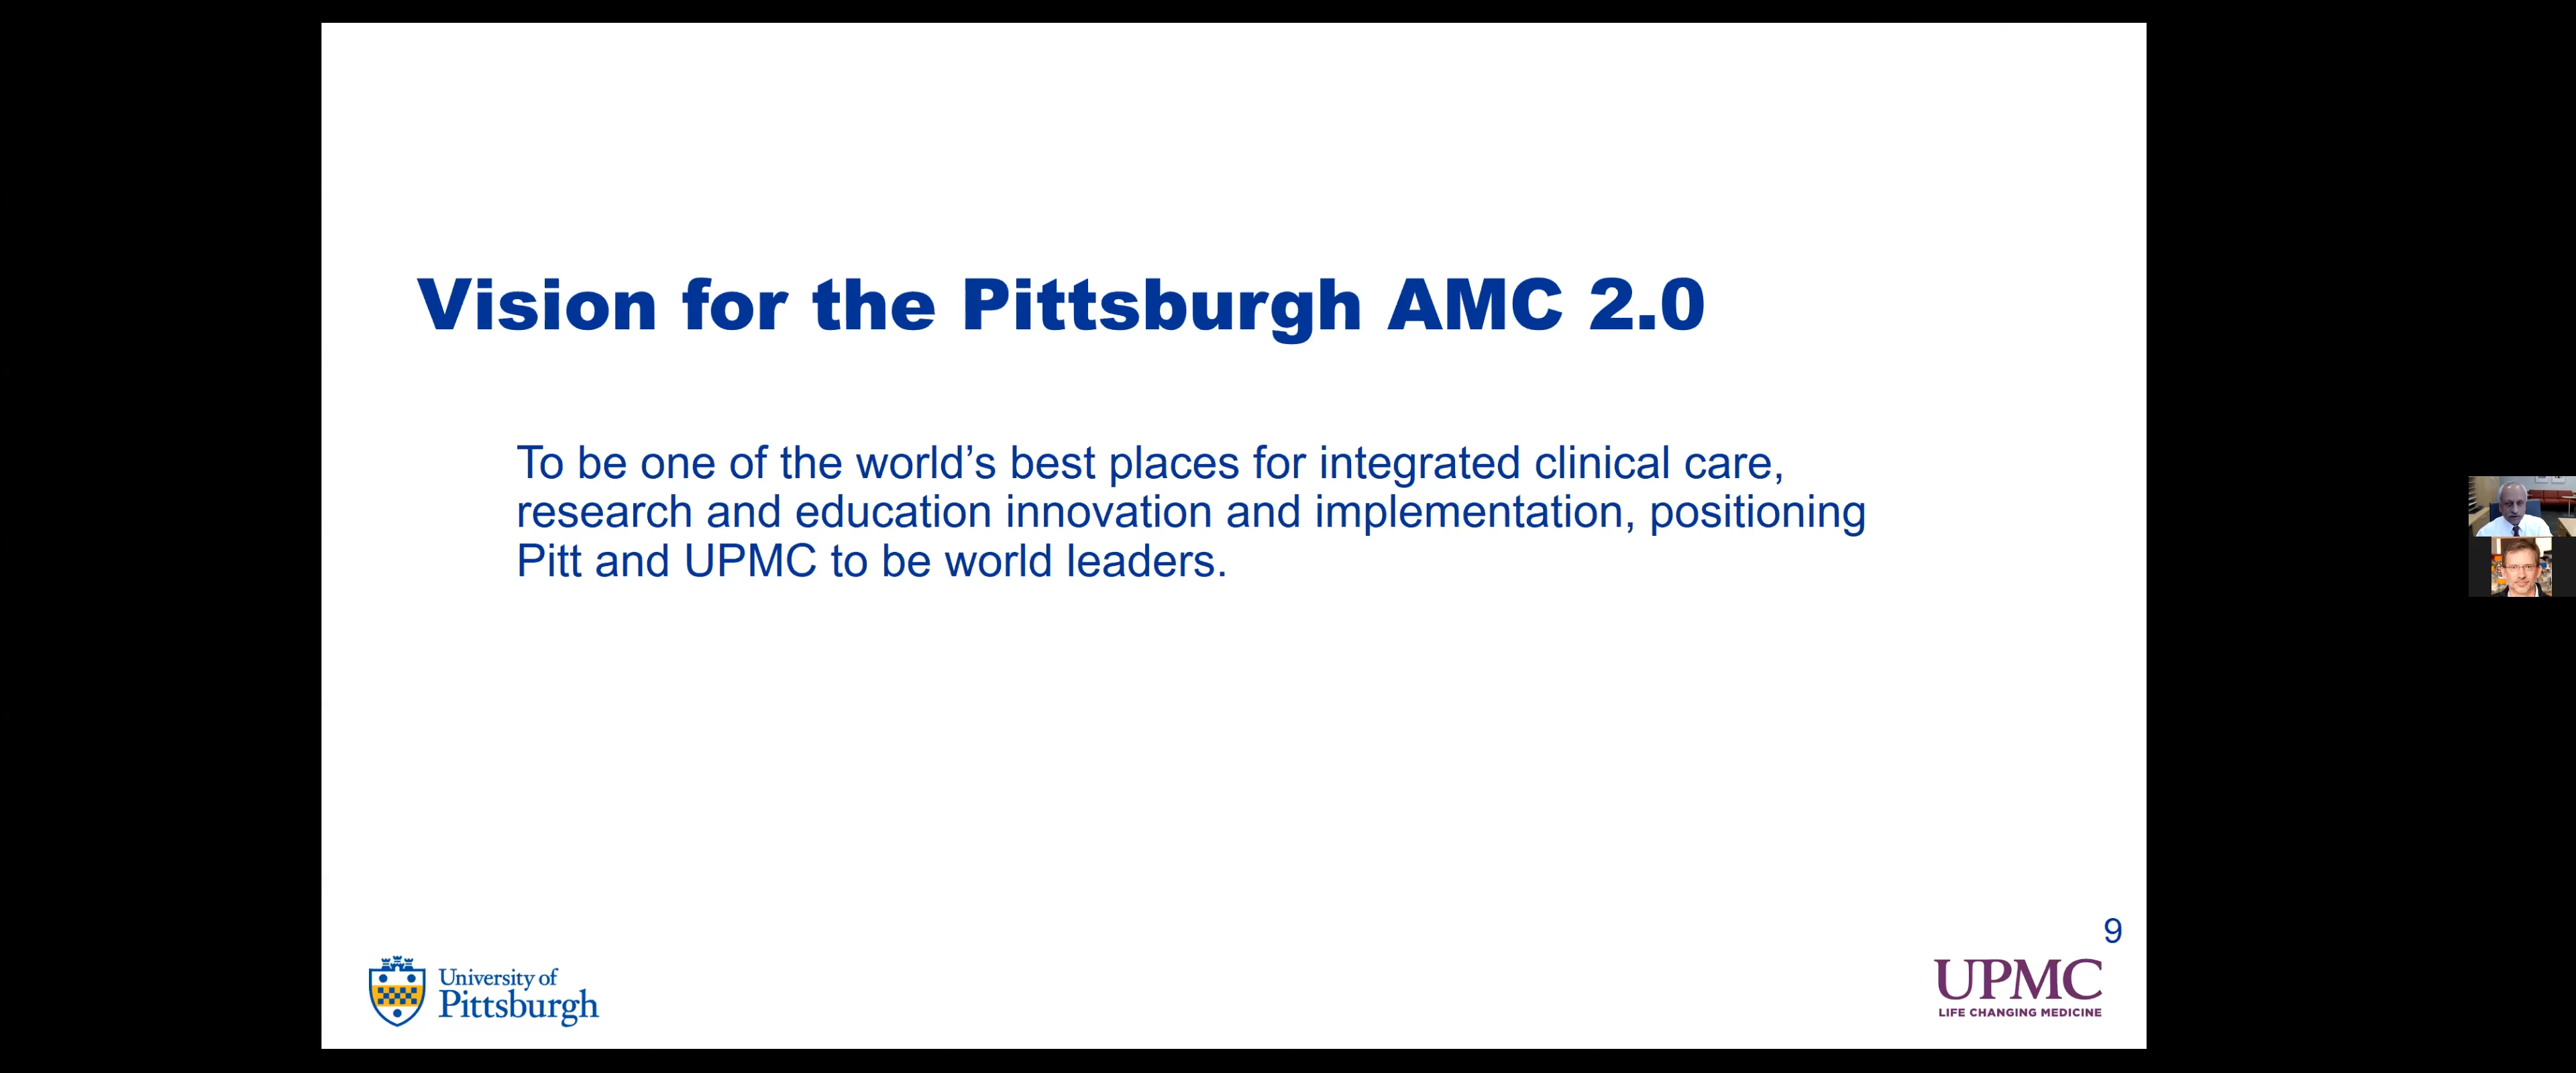 Vision for the Pittsburgh AMC 2.0
To be one of the world’s best places for integrated clinical care,
research and education innovation and implementation, positioning
Pitt and UPMC to be world leaders.
9
University of
Pittsburgh
UPMC
LIFE CHANGING MEDICINE